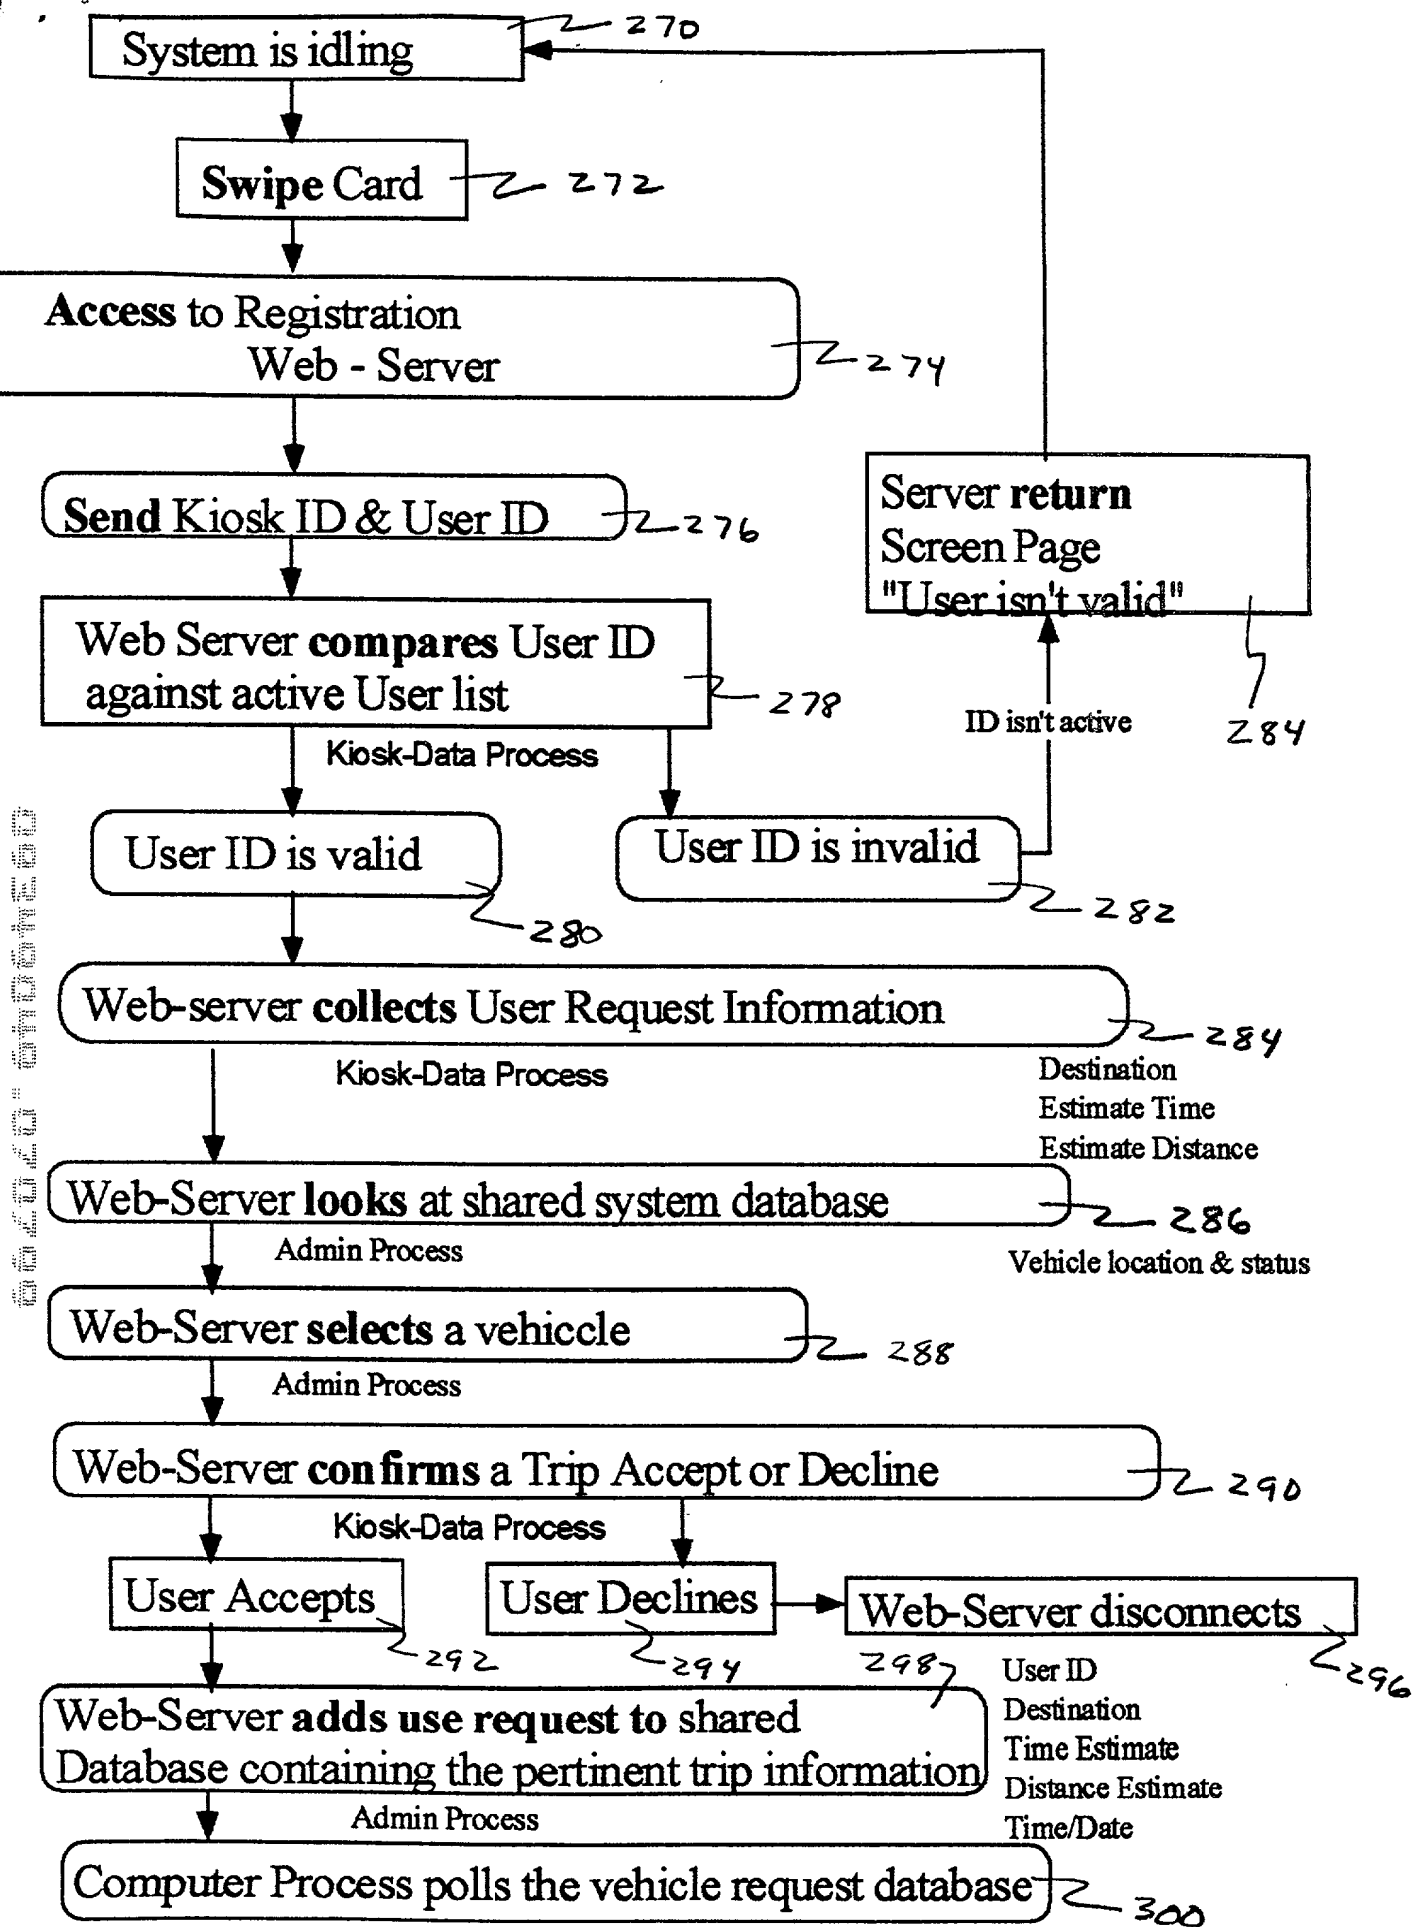 System is idling
270
Swipe Card
272
Access to Registration
Web - Server
274
Send Kiosk ID & User ID
276
Server return
Screen Page
"User isn't valid"
284
Web Server compares User ID
against active User list
278
ID isn't active
Kiosk-Data Process
User ID is valid
280
User ID is invalid
282
Web-server collects User Request Information
284
Kiosk-Data Process
Destination
Estimate Time
Estimate Distance
Web-Server looks at shared system database
286
Admin Process
Vehicle location & status
Web-Server selects a vehiccle
288
Admin Process
Web-Server confirms a Trip Accept or Decline
290
Kiosk-Data Process
User Accepts
292
User Declines
294
Web-Server disconnects
296
298
User ID
Destination
Time Estimate
Distance Estimate
Time/Date
Web-Server adds use request to shared
Database containing the pertinent trip information
Admin Process
Computer Process polls the vehicle request database
300